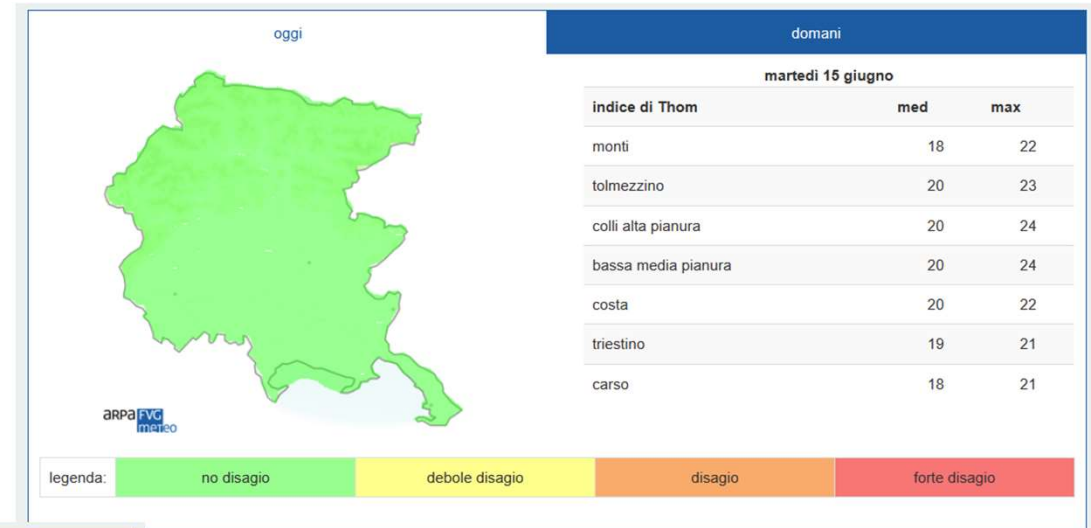 oggi domani
martedì 15 giugno
indice di Thom med max
monti 18 22
tolmezzino 20 23
colli alta pianura 20 24
bassa media pianura 20 24
costa 20 22
triestino 19 21
carso 18 21
aRPa FVG
meteo
legenda: no disagio debole disagio disagio forte disagio